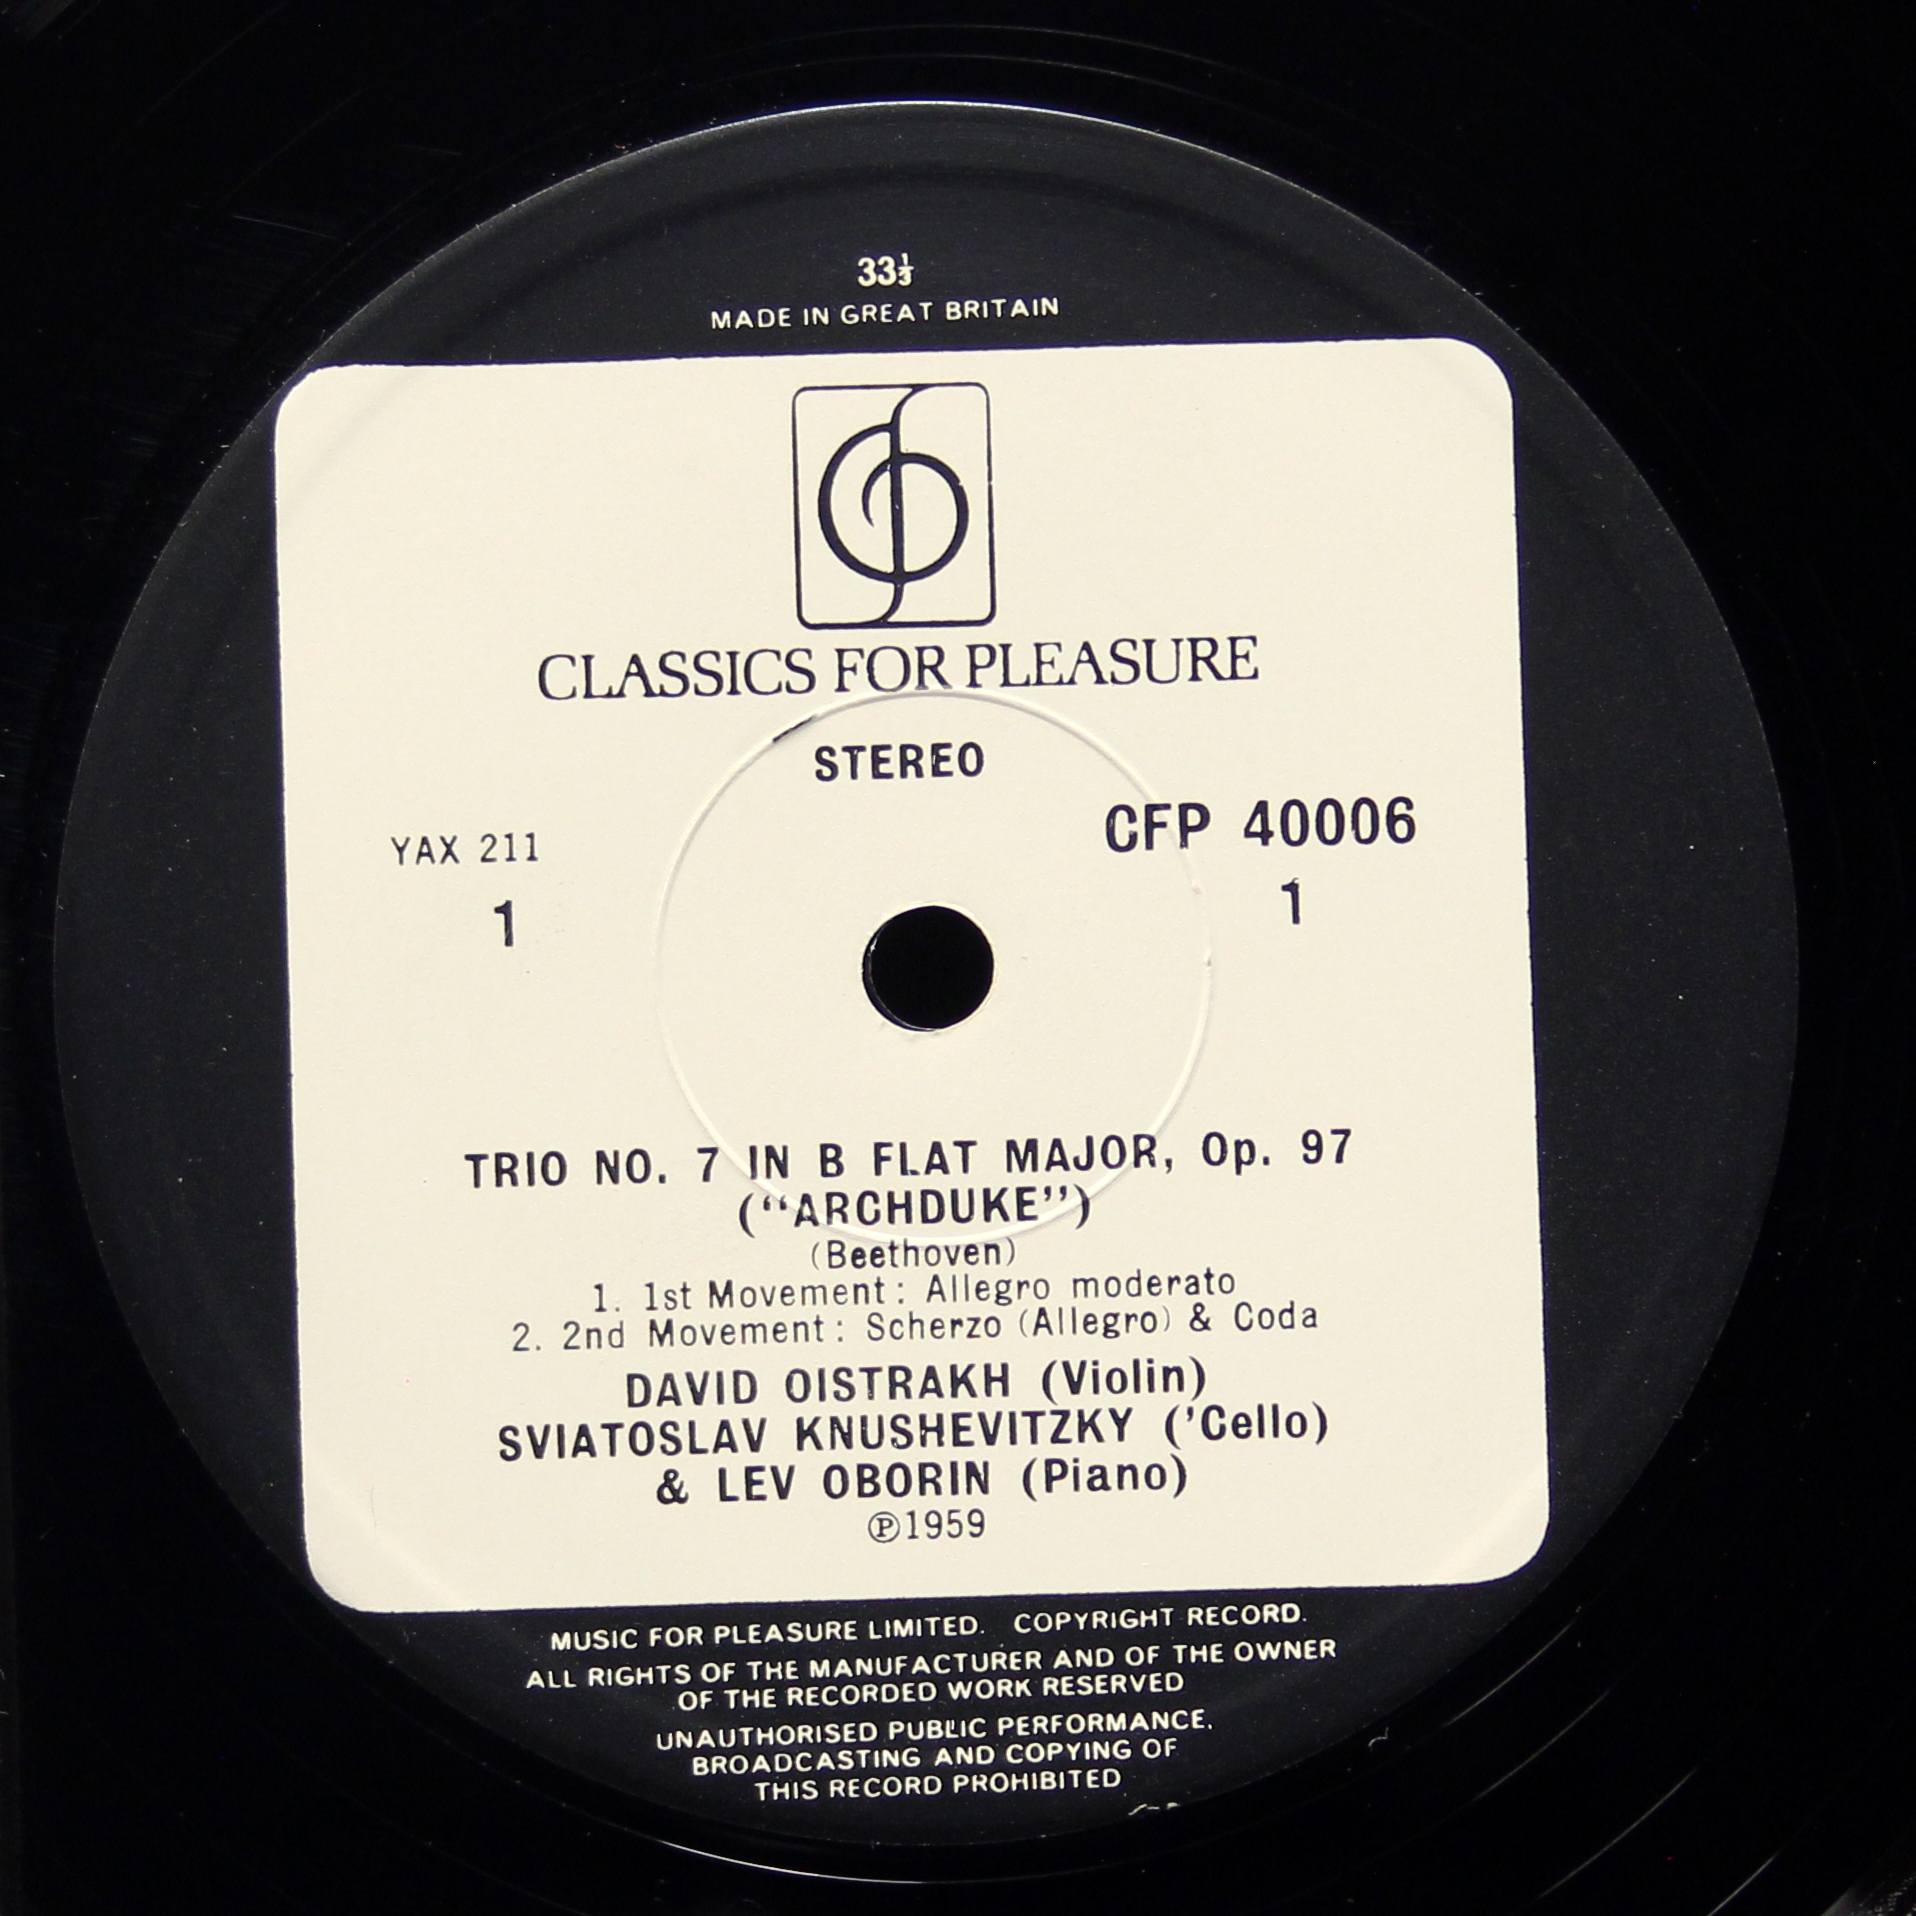 33⅓
MADE IN GREAT BRITAIN
CLASSICS FOR PLEASURE
STEREO
YAX 211
1
CFP 40006
1
TRIO NO. 7 IN B FLAT MAJOR, Op. 97
(“ARCHDUKE”)
(Beethoven)
1. 1st Movement: Allegro moderato
2. 2nd Movement: Scherzo (Allegro) & Coda
DAVID OISTRAKH (Violin)
SVIATOSLAV KNUSHEVITZKY (’Cello)
& LEV OBORIN (Piano)
℗1959
MUSIC FOR PLEASURE LIMITED. COPYRIGHT RECORD.
ALL RIGHTS OF THE MANUFACTURER AND OF THE OWNER
OF THE RECORDED WORK RESERVED
UNAUTHORISED PUBLIC PERFORMANCE,
BROADCASTING AND COPYING OF
THIS RECORD PROHIBITED